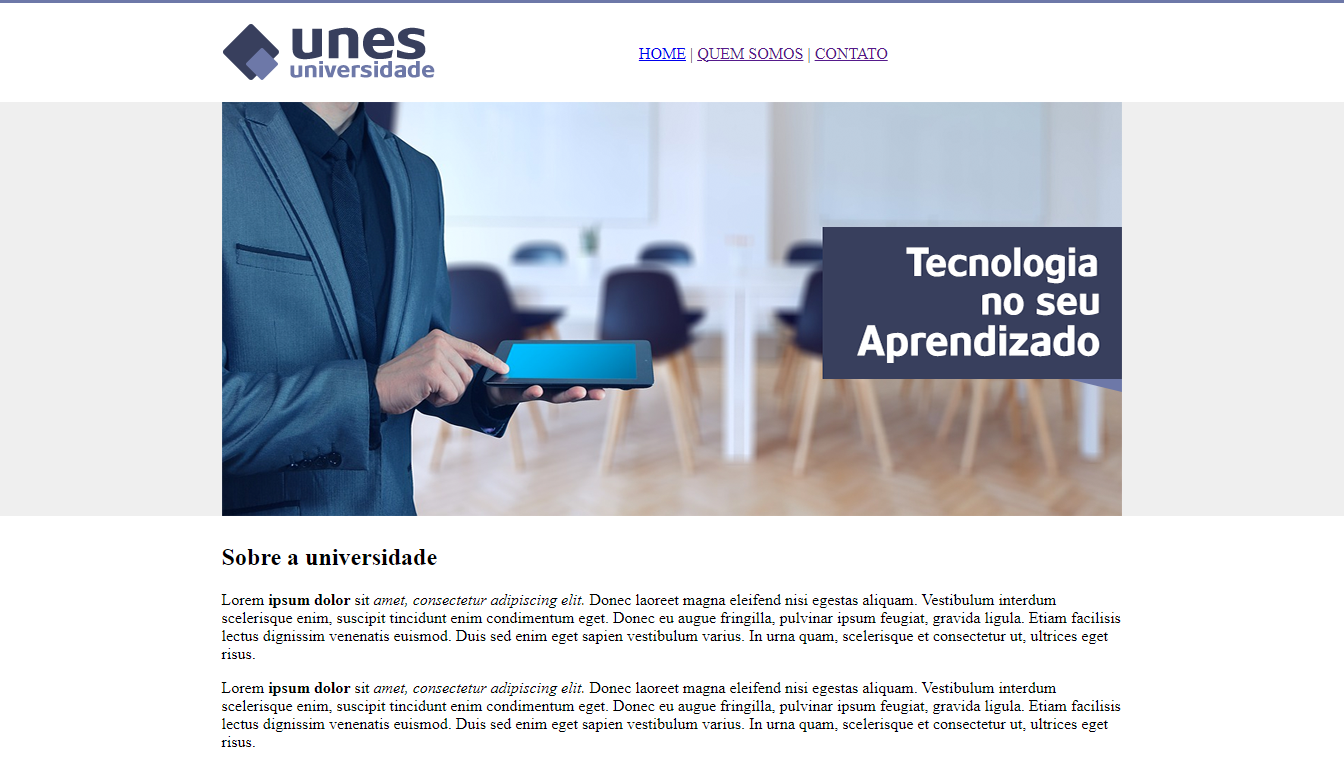 unes
universidade
HOME | QUEM SOMOS | CONTATO
Tecnologia
no seu
Aprendizado
Sobre a universidade
Lorem ipsum dolor sit amet, consectetur adipiscing elit. Donec laoreet magna eleifend nisi egestas aliquam. Vestibulum interdum
scelerisque enim, suscipit tincidunt enim condimentum eget. Donec eu augue fringilla, pulvinar ipsum feugiat, gravida ligula. Etiam facilisis
lectus dignissim venenatis euismod. Duis sed enim eget sapien vestibulum varius. In urna quam, scelerisque et consectetur ut, ultrices eget
risus.
Lorem ipsum dolor sit amet, consectetur adipiscing elit. Donec laoreet magna eleifend nisi egestas aliquam. Vestibulum interdum
scelerisque enim, suscipit tincidunt enim condimentum eget. Donec eu augue fringilla, pulvinar ipsum feugiat, gravida ligula. Etiam facilisis
lectus dignissim venenatis euismod. Duis sed enim eget sapien vestibulum varius. In urna quam, scelerisque et consectetur ut, ultrices eget
risus.